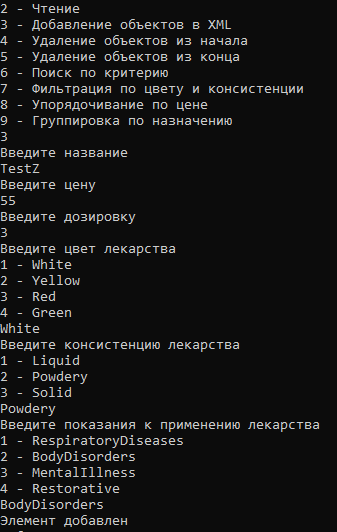 2 - Чтение
3 - Добавление объектов в XML
4 - Удаление объектов из начала
5 - Удаление объектов из конца
6 - Поиск по критерию
7 - Фильтрация по цвету и консистенции
8 - Упорядочивание по цене
9 - Группировка по назначению
3
Введите название
TestZ
Введите цену
55
Введите дозировку
3
Введите цвет лекарства
1 - White
2 - Yellow
3 - Red
4 - Green
White
Введите консистенцию лекарства
1 - Liquid
2 - Powdery
3 - Solid
Powdery
Введите показания к применению лекарства
1 - RespiratoryDiseases
2 - BodyDisorders
3 - MentalIllness
4 - Restorative
BodyDisorders
Элемент добавлен